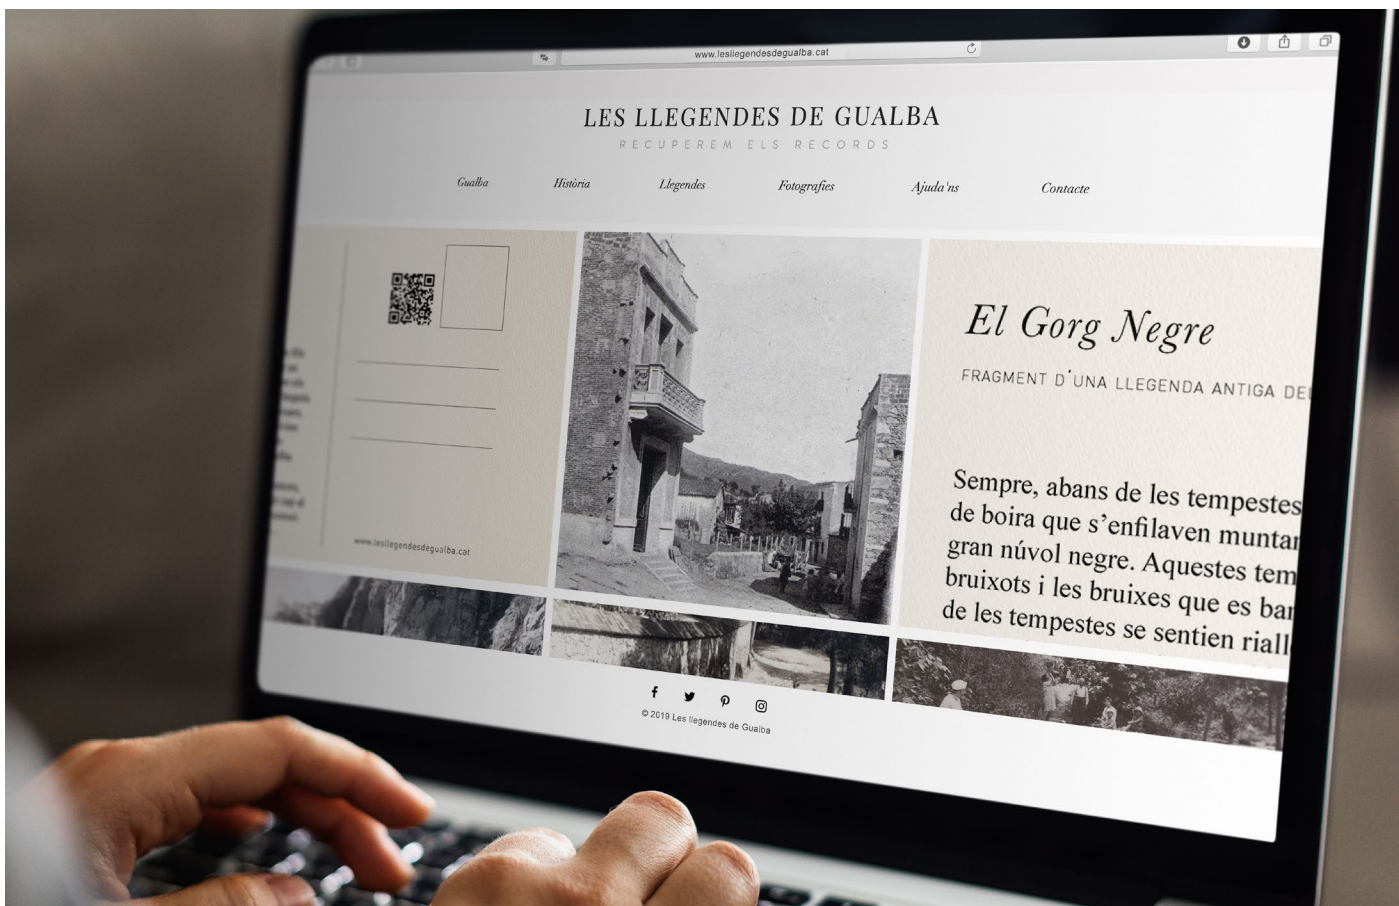 www.lesllegendesdegualba.cat
LES LLEGENDES DE GUALBA
RECUPEREM ELS RECORDS
Gualba Història Llegendes Fotografies Ajuda'ns Contacte
www.lesllegendesdegualba.cat
El Gorg Negre
FRAGMENT D'UNA LLEGENDA ANTIGA DEL
Sempre, abans de les tempestes
de boira que s'enfilaven muntan
gran núvol negre. Aquestes tem
bruixots i les bruixes que es ban
de les tempestes se sentien riall
© 2019 Les llegendes de Gualba